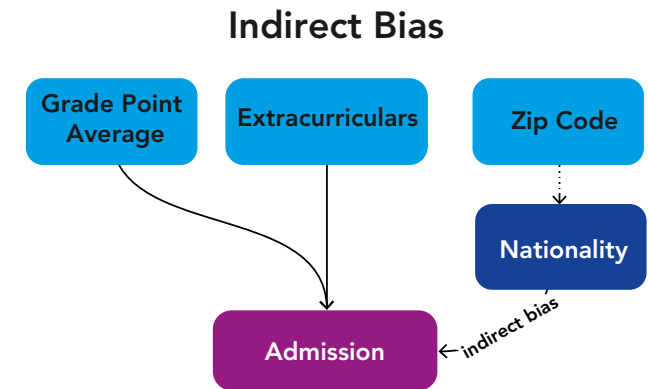 Indirect Bias
Grade Point
Average
Extracurriculars
Zip Code
Nationality
indirect bias
Admission